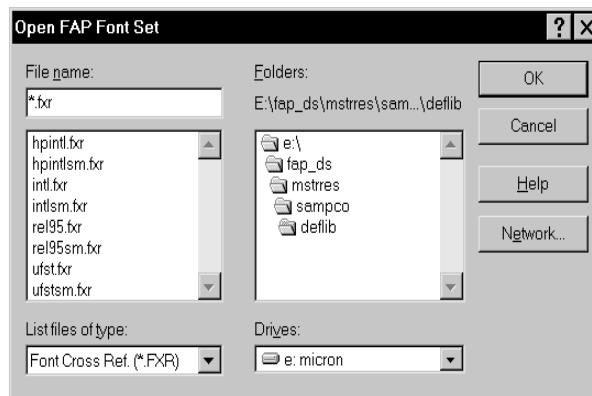 Open FAP Font Set
File name:
*.fxr
hpintl.fxr
hpintlsm.fxr
intl.fxr
intlsm.fxr
rel95.fxr
rel95sm.fxr
ufst.fxr
ufstsm.fxr
List files of type:
Font Cross Ref. (*.FXR)
Folders:
E:\fap_ds\mstrres\sam...\deflib
e:\
fap_ds
mstrres
sampco
deflib
Drives:
e: micron
OK
Cancel
Help
Network...